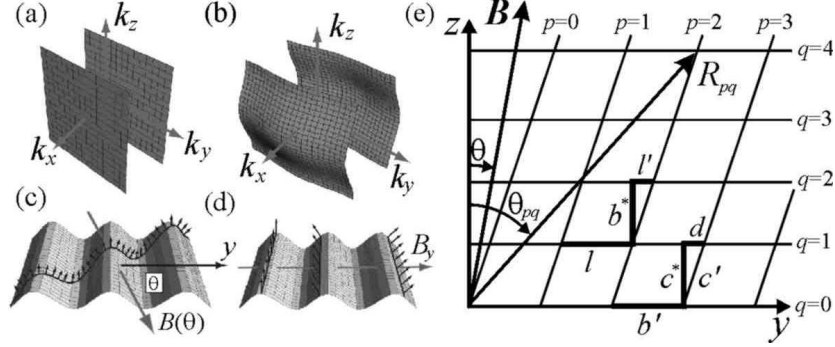 (a)
k_z
k_x
k_y
(b)
k_z
k_x
k_y
(c)
y
θ
B(θ)
(d)
B_y
(e)
z
B
p=0
p=1
p=2
p=3
q=4
R_pq
q=3
θ
l'
q=2
θ_pq
b*
d
q=1
l
c*
c'
q=0
b'
y